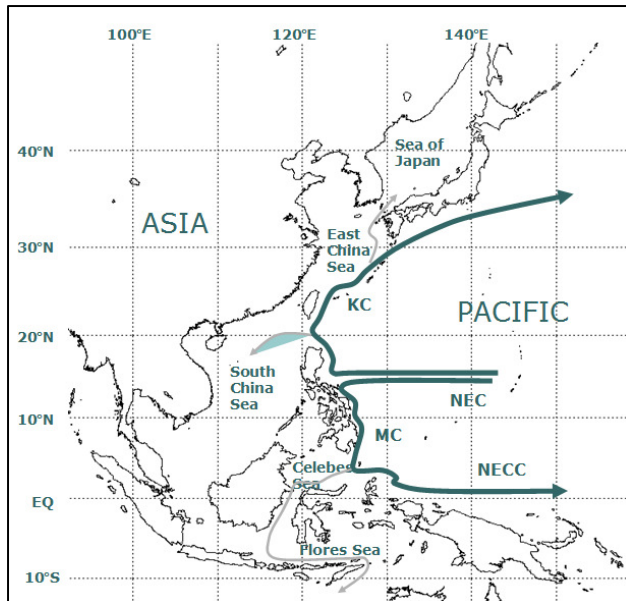 100°E 120°E 140°E
40°N
Sea of
Japan
ASIA
30°N
East
China
Sea
KC
PACIFIC
20°N
South
China
Sea
NEC
10°N
MC
Celebes
Sea
NECC
EQ
Plores Sea
10°S